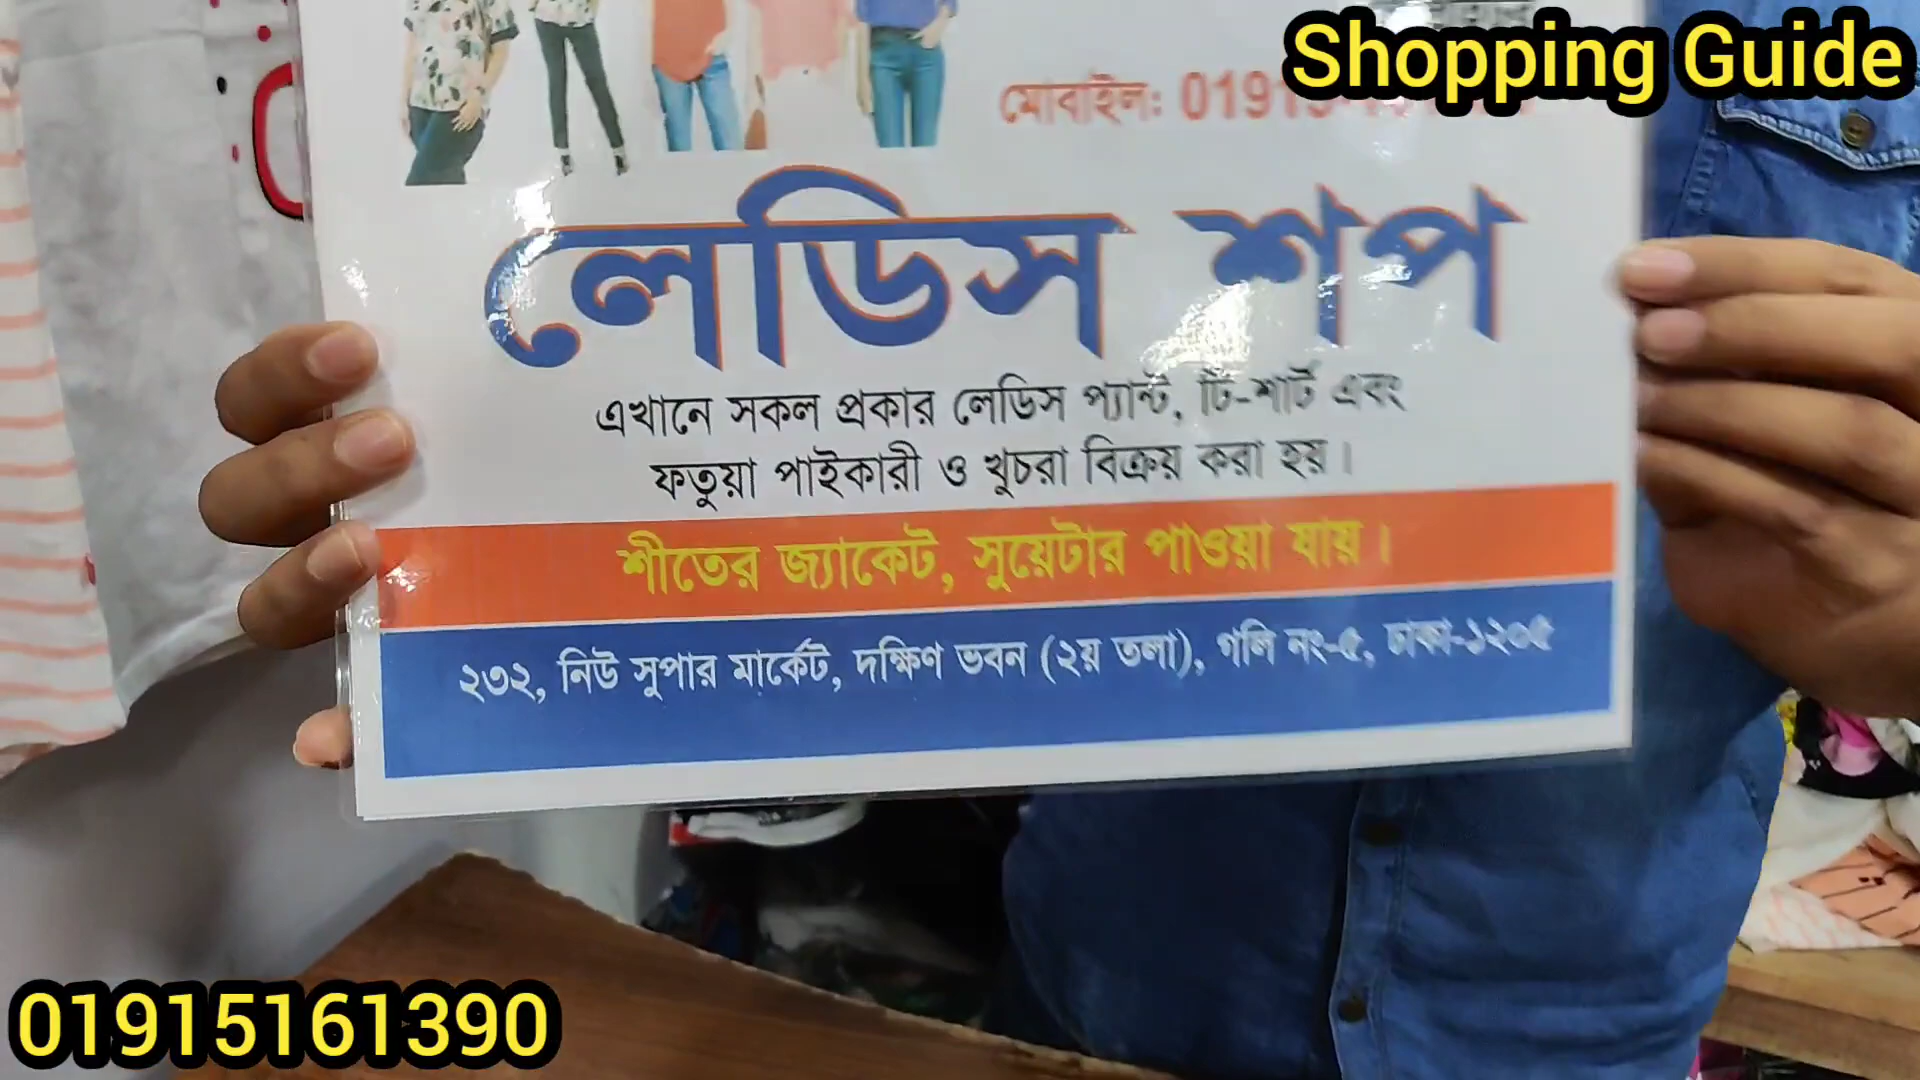 Shopping Guide
মোবাইল:
লেডিস শপ
এখানে সকল প্রকার লেডিস প্যান্ট, টি-শার্ট এবং
ফতুয়া পাইকারী ও খুচরা বিক্রয় করা হয়।
শীতের জ্যাকেট, সুয়েটার পাওয়া যায়।
২৩২, নিউ সুপার মার্কেট, দক্ষিণ ভবন (২য় তলা), গলি নং-৫, ঢাকা-১২০৫
01915161390